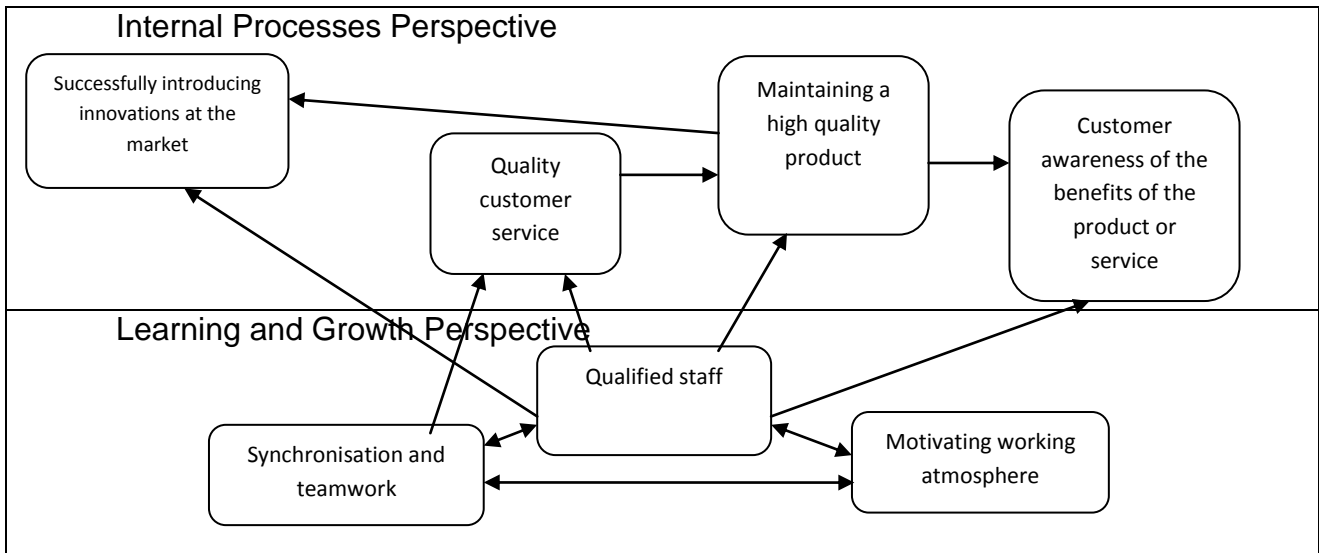 Internal Processes Perspective
Successfully introducing
innovations at the
market
Quality
customer
service
Maintaining a
high quality
product
Customer
awareness of the
benefits of the
product or
service
Learning and Growth Perspective
Qualified staff
Synchronisation and
teamwork
Motivating working
atmosphere